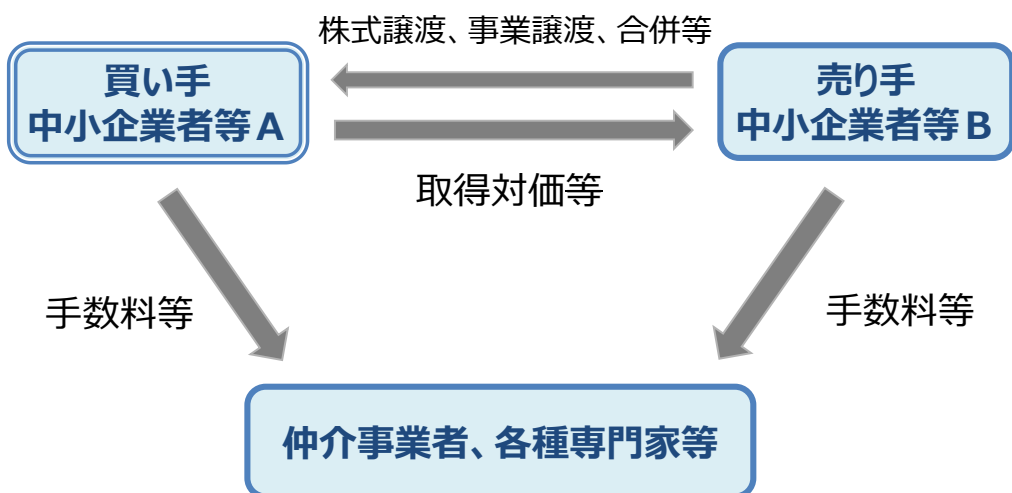 株式譲渡、事業譲渡、合併等
買い手
中小企業者等A
売り手
中小企業者等B
取得対価等
手数料等
手数料等
仲介事業者、各種専門家等